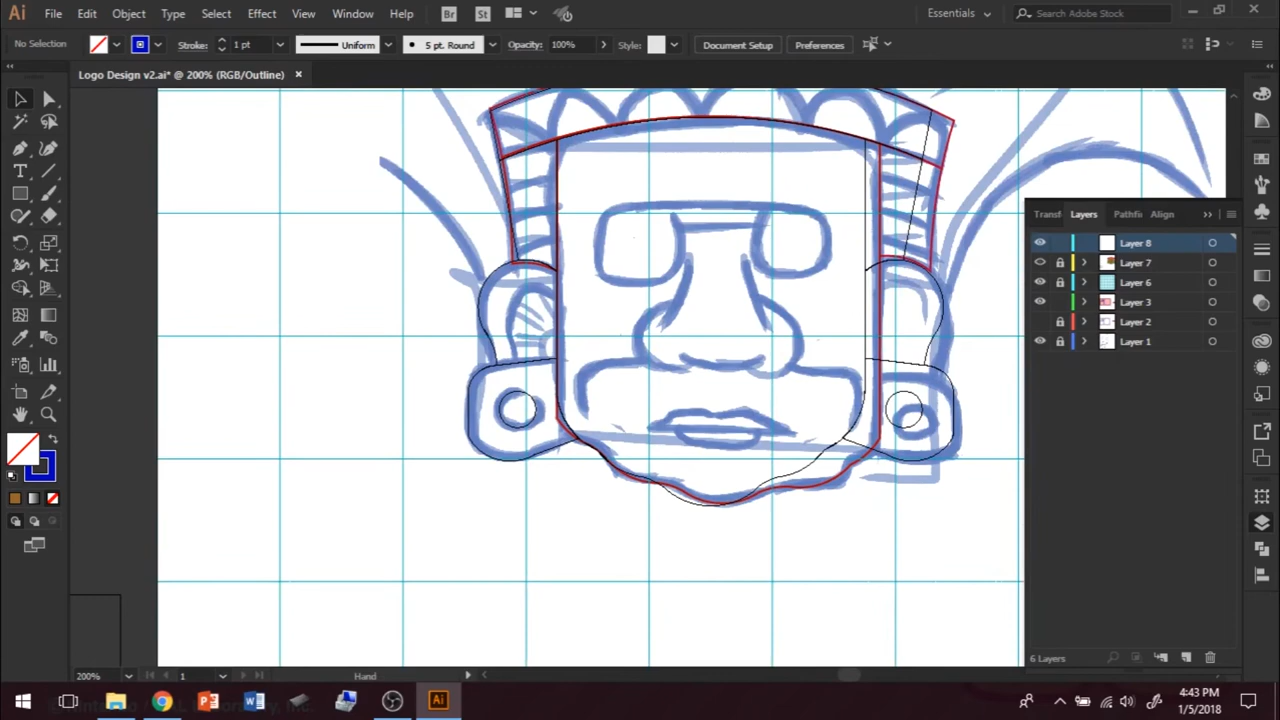 Ai File Edit Object Type Select Effect View Window Help Br St Essentials Search Adobe Stock
No Selection Stroke: 1 pt Uniform 5 pt. Round Opacity: 100% Style: Document Setup Preferences
Logo Design v2.ai* @ 200% (RGB/Outline)
Transf Layers Pathfi Align
Layer 8
Layer 7
Layer 6
Layer 3
Layer 2
Layer 1
6 Layers
200% 1 Hand
4:43 PM
1/5/2018